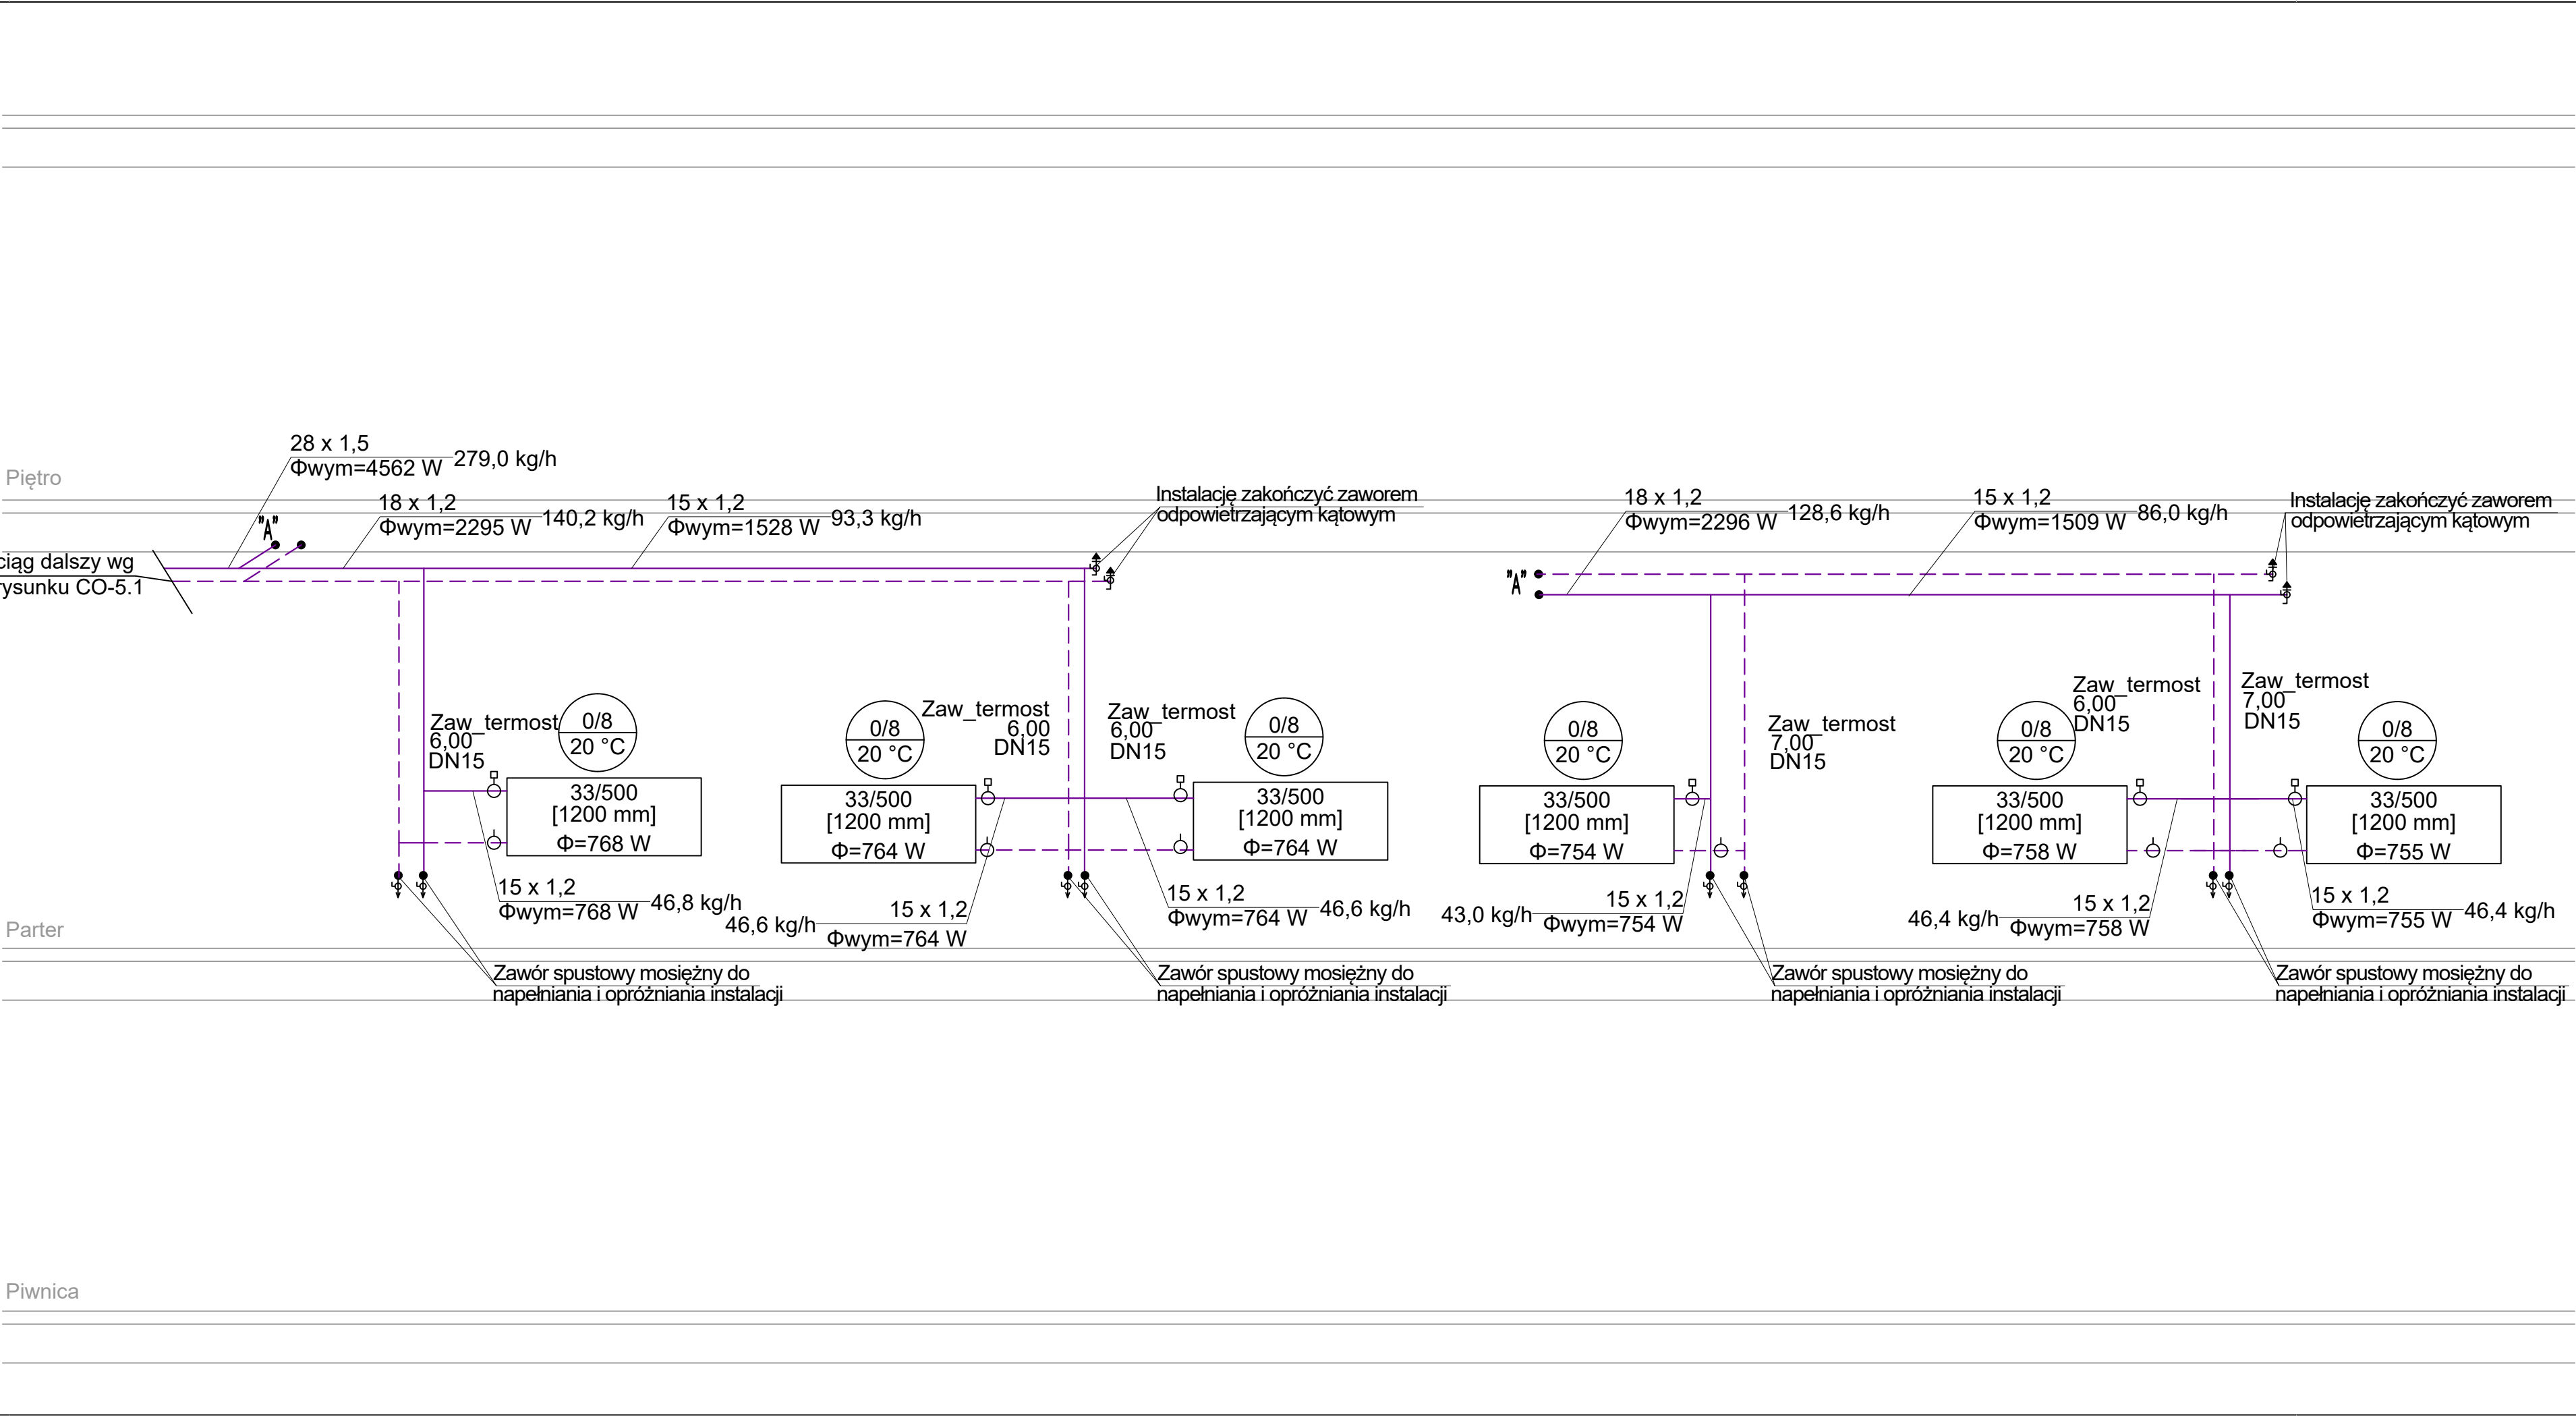 28 x 1,5
Φwym=4562 W
279,0 kg/h
Piętro
18 x 1,2
Φwym=2295 W
140,2 kg/h
15 x 1,2
Φwym=1528 W
93,3 kg/h
Instalację zakończyć zaworem
odpowietrzającym kątowym
18 x 1,2
Φwym=2296 W
128,6 kg/h
15 x 1,2
Φwym=1509 W
86,0 kg/h
Instalację zakończyć zaworem
odpowietrzającym kątowym
"A"
ciąg dalszy wg
rysunku CO-5.1
"A"
Zaw_termost
6,00
DN15
0/8
20 °C
33/500
[1200 mm]
Φ=768 W
0/8
20 °C
Zaw_termost
6,00
DN15
33/500
[1200 mm]
Φ=764 W
Zaw_termost
6,00
DN15
0/8
20 °C
33/500
[1200 mm]
Φ=764 W
0/8
20 °C
Zaw_termost
7,00
DN15
33/500
[1200 mm]
Φ=754 W
0/8
20 °C
Zaw_termost
6,00
DN15
33/500
[1200 mm]
Φ=758 W
Zaw_termost
7,00
DN15
0/8
20 °C
33/500
[1200 mm]
Φ=755 W
15 x 1,2
Φwym=768 W
46,8 kg/h
15 x 1,2
46,6 kg/h
Φwym=764 W
15 x 1,2
Φwym=764 W
46,6 kg/h
15 x 1,2
43,0 kg/h
Φwym=754 W
15 x 1,2
46,4 kg/h
Φwym=758 W
15 x 1,2
Φwym=755 W
46,4 kg/h
Parter
Zawór spustowy mosiężny do
napełniania i opróżniania instalacji
Zawór spustowy mosiężny do
napełniania i opróżniania instalacji
Zawór spustowy mosiężny do
napełniania i opróżniania instalacji
Zawór spustowy mosiężny do
napełniania i opróżniania instalacji
Piwnica